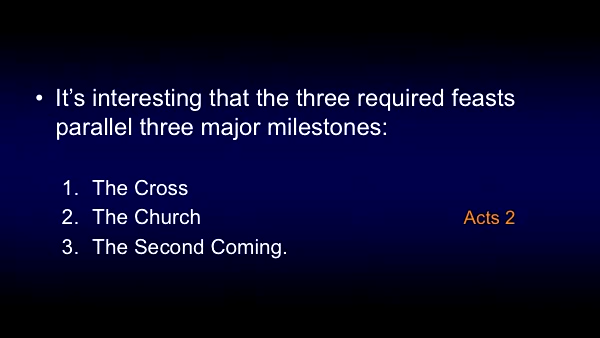 • It’s interesting that the three required feasts
parallel three major milestones:
1. The Cross
2. The Church Acts 2
3. The Second Coming.